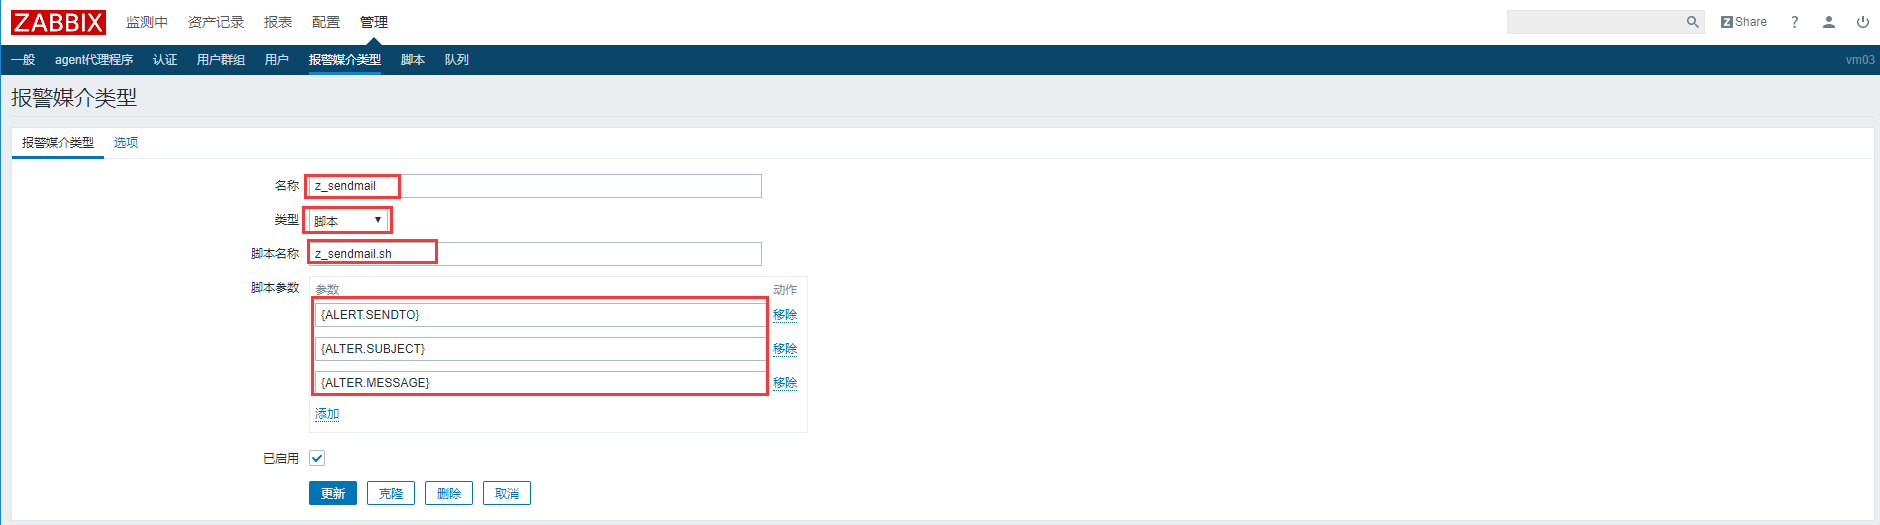 ZABBIX 监测中 资产记录 报表 配置 管理 Z Share ?
一般 agent代理程序 认证 用户群组 用户 报警媒介类型 脚本 队列 vm03
报警媒介类型
报警媒介类型 选项
名称 z_sendmail
类型 脚本
脚本名称 z_sendmail.sh
脚本参数 参数 动作
{ALERT.SENDTO} 移除
{ALTER.SUBJECT} 移除
{ALTER.MESSAGE} 移除
添加
已启用
更新 克隆 删除 取消